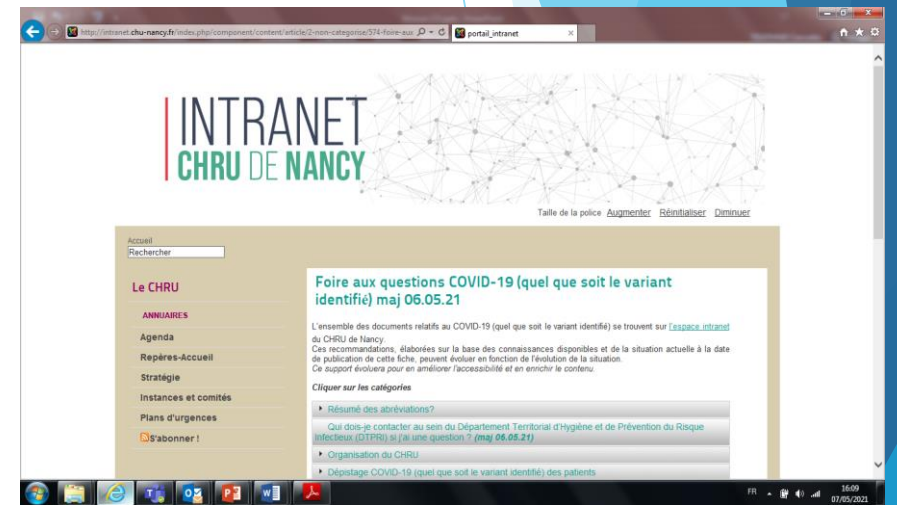 http://intranet.chu-nancy.fr/index.php/component/content/article/2-non-categorise/574-foire-aux
portail_intranet
INTRANET
CHRU DE NANCY
Taille de la police Augmenter Réinitialiser Diminuer
Accueil
Rechercher
Le CHRU
ANNUAIRES
Agenda
Repères-Accueil
Stratégie
Instances et comités
Plans d'urgences
S'abonner !
Foire aux questions COVID-19 (quel que soit le variant
identifié) maj 06.05.21
L'ensemble des documents relatifs au COVID-19 (quel que soit le variant identifié) se trouvent sur l'espace intranet
du CHRU de Nancy.
Ces recommandations, élaborées sur la base des connaissances disponibles et de la situation actuelle à la date
de publication de cette fiche, peuvent évoluer en fonction de l'évolution de la situation.
Ce support évoluera pour en améliorer l'accessibilité et en enrichir le contenu.
Cliquer sur les catégories
Résumé des abréviations?
Qui dois-je contacter au sein du Département Territorial d'Hygiène et de Prévention du Risque
Infectieux (DTPRI) si j'ai une question ? (maj 06.05.21)
Organisation du CHRU
Dépistage COVID-19 (quel que soit le variant identifié) des patients
FR
16:09
07/05/2021